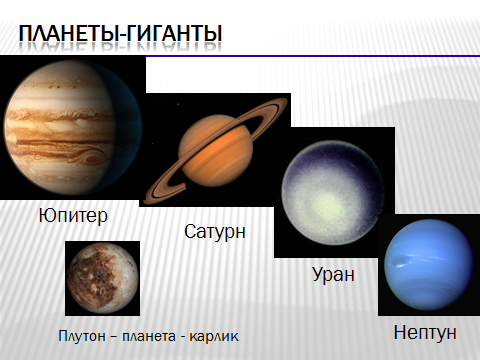 ПЛАНЕТЫ-ГИГАНТЫ
Юпитер
Сатурн
Уран
Нептун
Плутон – планета - карлик